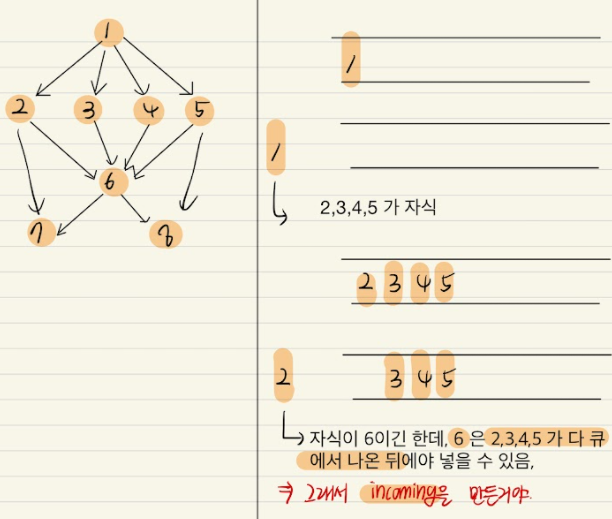 1
2 3 4 5
6
7 8
1
1
2,3,4,5 가 자식
2 3 4 5
2
3 4 5
자식이 6이긴 한데, 6 은 2,3,4,5 가 다 큐
에서 나온 뒤에야 넣을 수 있음,
⇒ 그래서 incoming을 만든거야.